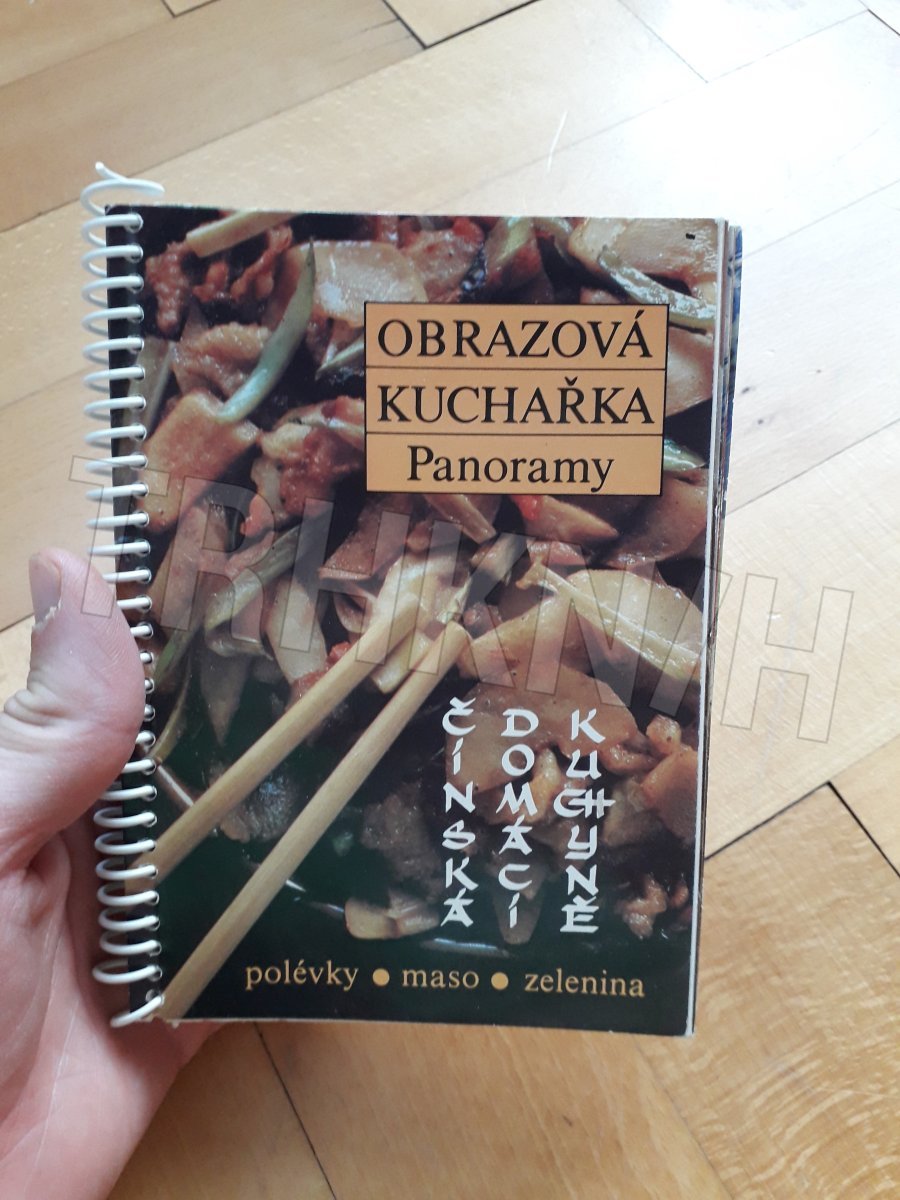 OBRAZOVÁ
KUCHAŘKA
Panoramy
ČÍNSKÁ
DOMÁCÍ
KUCHYNĚ
polévky • maso • zelenina
TRHKNIH